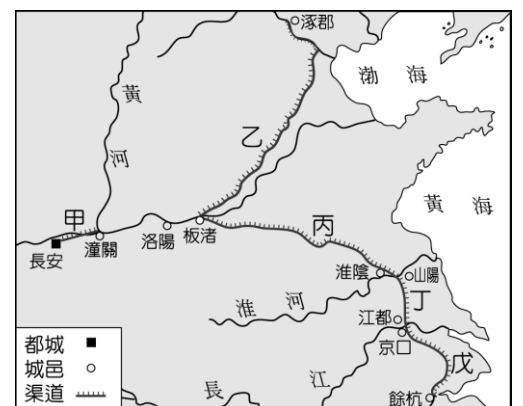 涿郡
渤海
黃河
乙
甲
丙
黃海
潼關
洛陽
板渚
長安
淮陰
山陽
丁
淮河
江都
京口
戊
長江
餘杭
都城
城邑
渠道